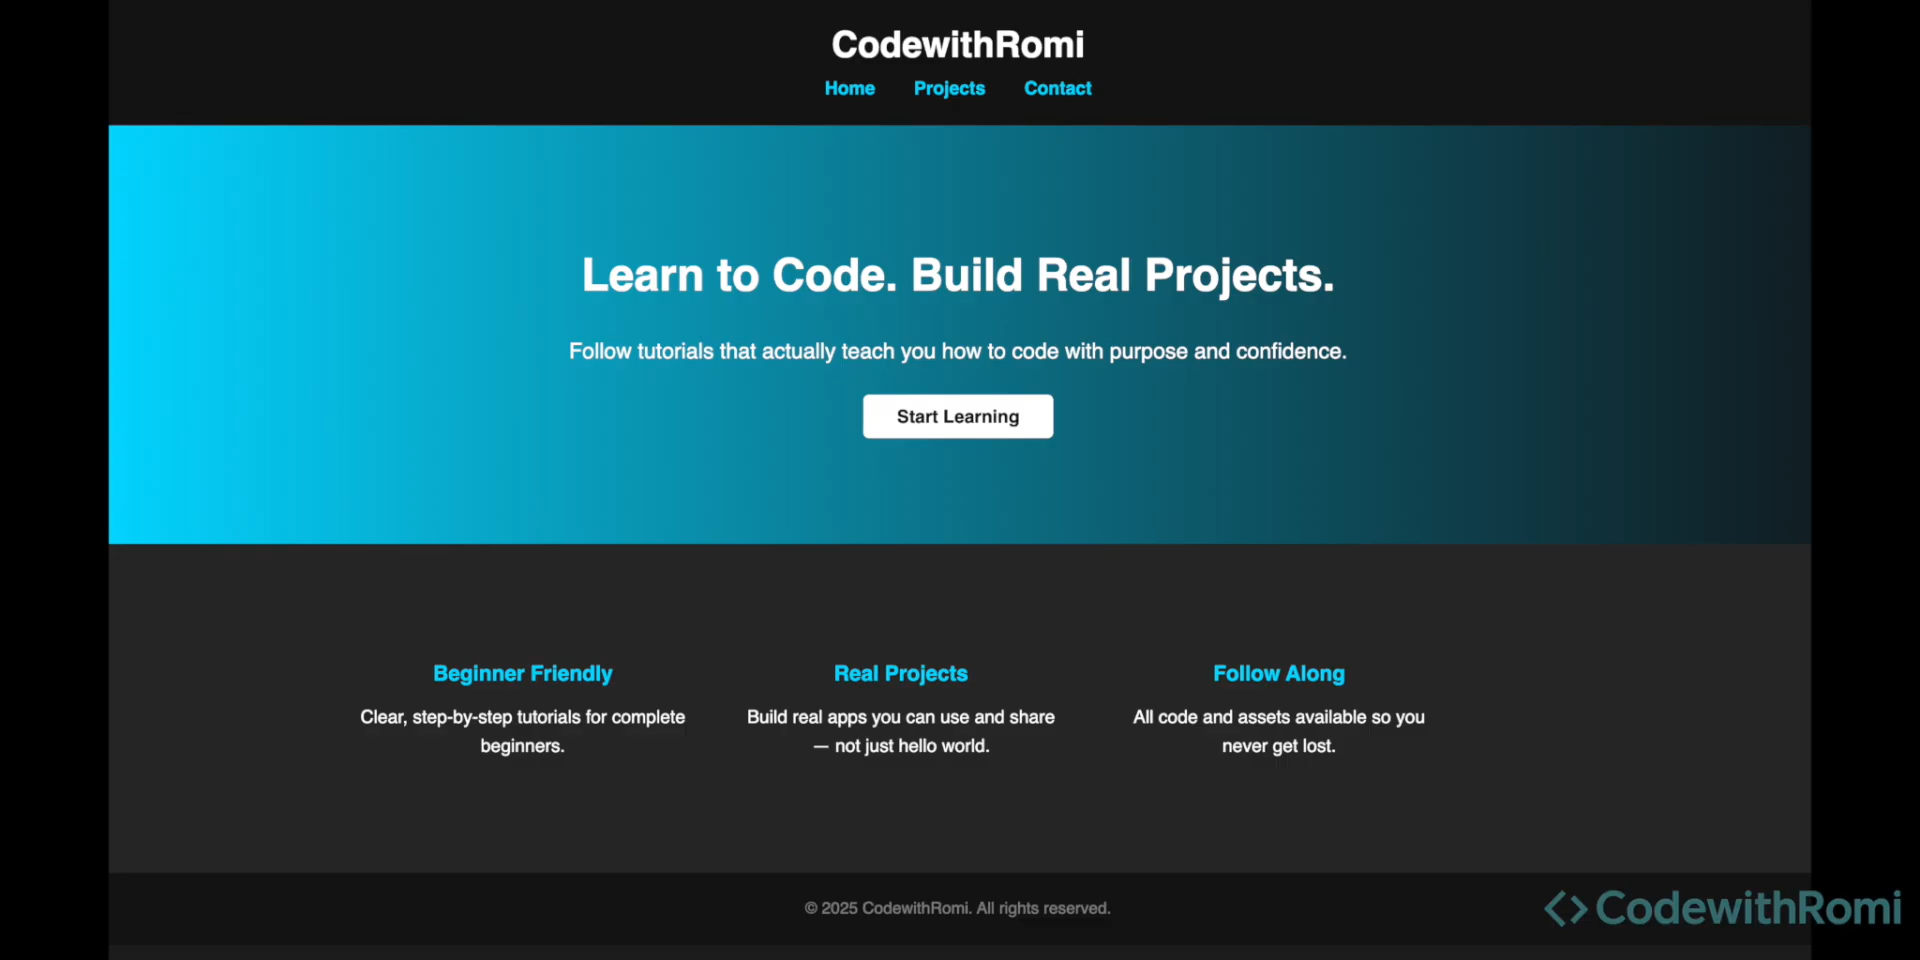 CodewithRomi
Home Projects Contact
Learn to Code. Build Real Projects.
Follow tutorials that actually teach you how to code with purpose and confidence.
Start Learning
Beginner Friendly
Clear, step-by-step tutorials for complete
beginners.
Real Projects
Build real apps you can use and share
— not just hello world.
Follow Along
All code and assets available so you
never get lost.
© 2025 CodewithRomi. All rights reserved.
<> CodewithRomi